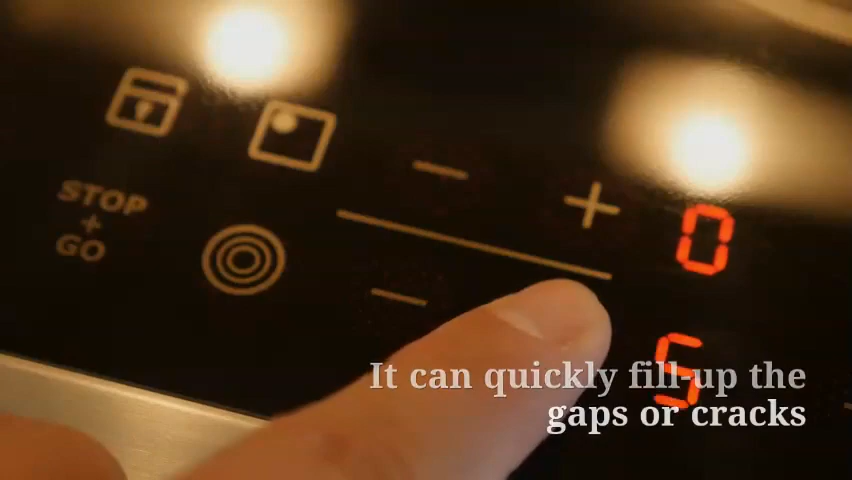 STOP
+
GO
−
+
−
0
5
It can quickly fill-up the
gaps or cracks